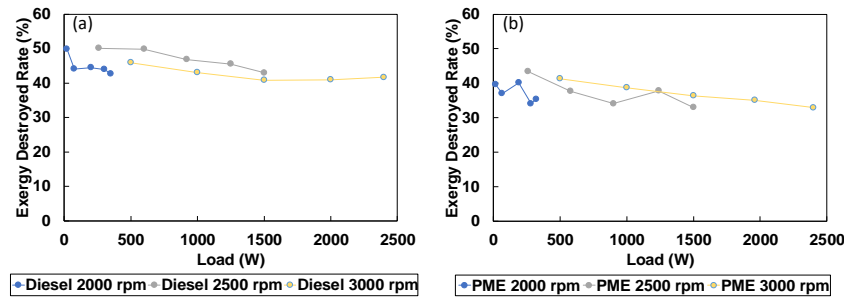 (a)
Exergy Destroyed Rate (%)
60
50
40
30
20
10
0
0 500 1000 1500 2000 2500
Load (W)
Diesel 2000 rpm Diesel 2500 rpm Diesel 3000 rpm
(b)
Exergy Destroyed Rate (%)
60
50
40
30
20
10
0
0 500 1000 1500 2000 2500
Load (W)
PME 2000 rpm PME 2500 rpm PME 3000 rpm